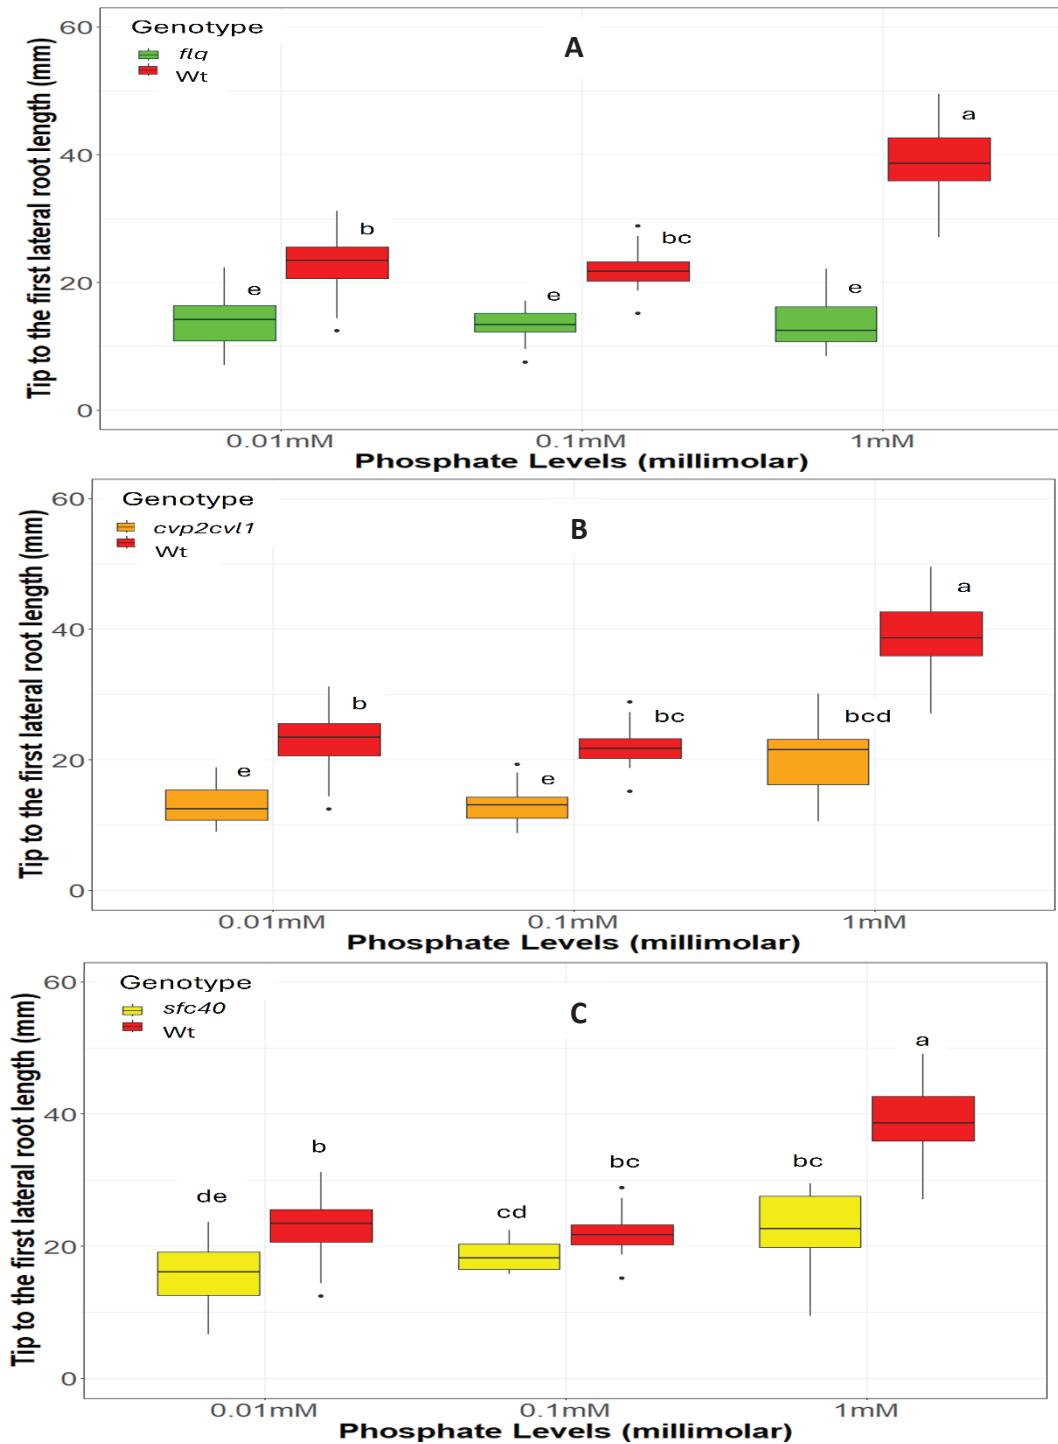 Genotype
flq
Wt
A
Tip to the first lateral root length (mm)
60
40
20
0
e
b
e
bc
e
a
0.01mM
0.1mM
1mM
Phosphate Levels (millimolar)
Genotype
cvp2cvl1
Wt
B
Tip to the first lateral root length (mm)
60
40
20
0
e
b
e
bc
bcd
a
0.01mM
0.1mM
1mM
Phosphate Levels (millimolar)
Genotype
sfc40
Wt
C
Tip to the first lateral root length (mm)
60
40
20
0
de
b
cd
bc
bc
a
0.01mM
0.1mM
1mM
Phosphate Levels (millimolar)